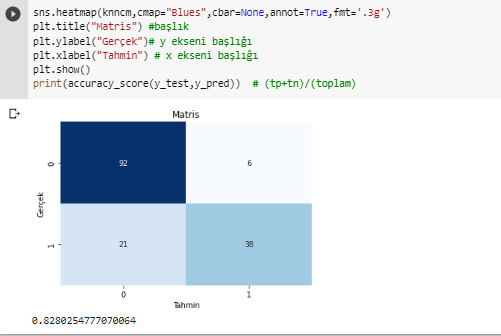 sns.heatmap(knncm,cmap="Blues",cbar=None,annot=True,fmt='.3g')
plt.title("Matris") #başlık
plt.ylabel("Gerçek")# y ekseni başlığı
plt.xlabel("Tahmin") # x ekseni başlığı
plt.show()
print(accuracy_score(y_test,y_pred))  # (tp+tn)/(toplam)
Matris
0
92
6
Gerçek
1
21
38
0
1
Tahmin
0.8280254777070064